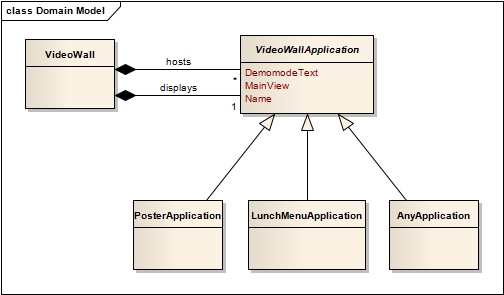 class Domain Model
VideoWall
VideoWallApplication
hosts
DemomodeText
*
MainView
displays
Name
1
PosterApplication
LunchMenuApplication
AnyApplication